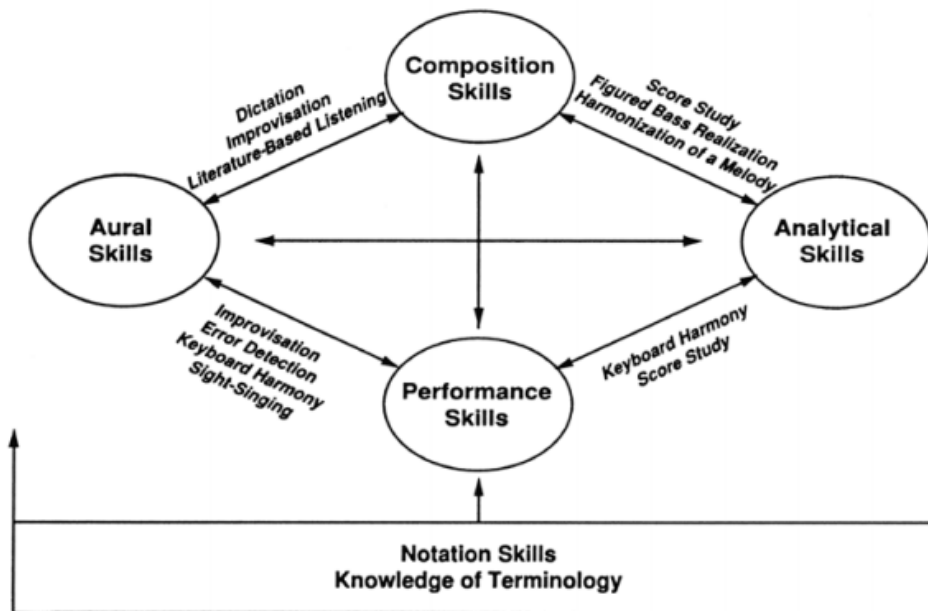 Composition
Skills
Dictation
Improvisation
Literature-Based Listening
Score Study
Figured Bass Realization
Harmonization of a Melody
Aural
Skills
Analytical
Skills
Improvisation
Error Detection
Keyboard Harmony
Sight-Singing
Keyboard Harmony
Score Study
Performance
Skills
Notation Skills
Knowledge of Terminology